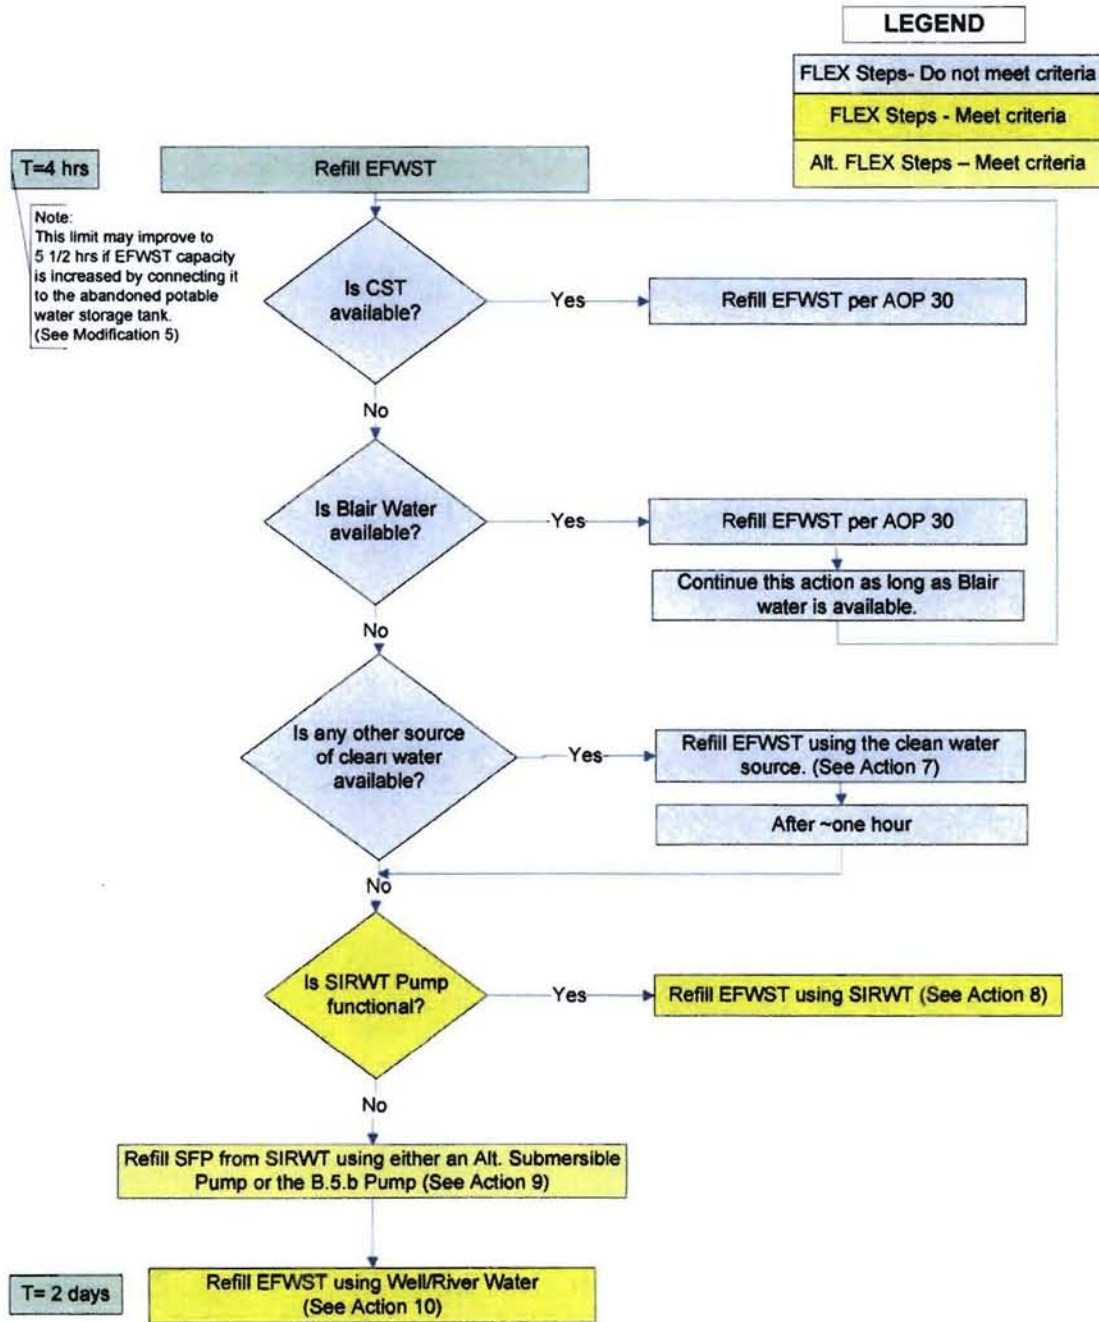 LEGEND
FLEX Steps- Do not meet criteria
FLEX Steps - Meet criteria
Alt. FLEX Steps – Meet criteria
T=4 hrs
Refill EFWST
Note:
This limit may improve to
5 1/2 hrs if EFWST capacity
is increased by connecting it
to the abandoned potable
water storage tank.
(See Modification 5)
Is CST
available?
Yes
Refill EFWST per AOP 30
No
Is Blair Water
available?
Yes
Refill EFWST per AOP 30
Continue this action as long as Blair
water is available.
No
Is any other source
of clean water
available?
Yes
Refill EFWST using the clean water
source. (See Action 7)
After ~one hour
No
Is SIRWT Pump
functional?
Yes
Refill EFWST using SIRWT (See Action 8)
No
Refill SFP from SIRWT using either an Alt. Submersible
Pump or the B.5.b Pump (See Action 9)
T= 2 days
Refill EFWST using Well/River Water
(See Action 10)